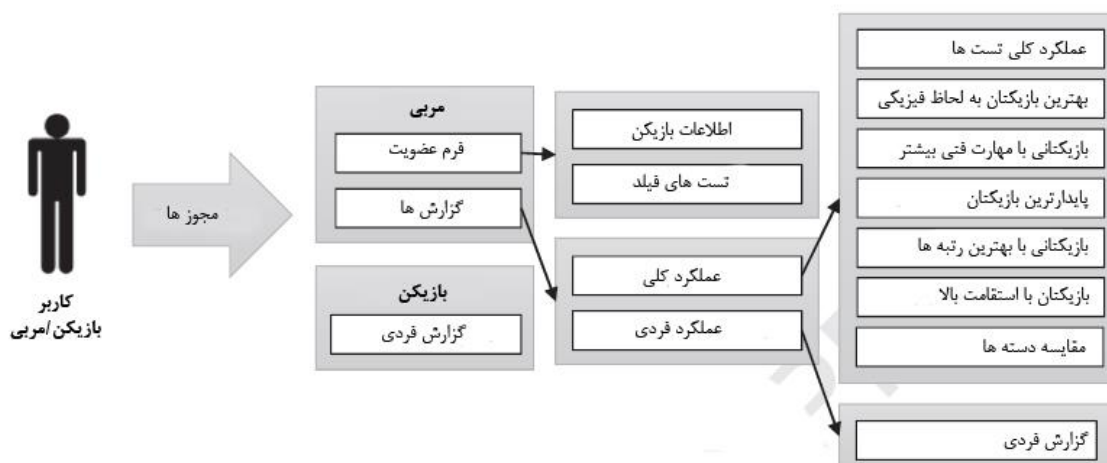 کاربر
بازیکن/مربی
مجوز ها
مربی
فرم عضویت
گزارش ها
بازیکن
گزارش فردی
اطلاعات بازیکن
تست های فیلد
عملکرد کلی
عملکرد فردی
عملکرد کلی تست ها
بهترین بازیکنان به لحاظ فیزیکی
بازیکنانی با مهارت فنی بیشتر
پایدارترین بازیکنان
بازیکنانی با بهترین رتبه ها
بازیکنان با استقامت بالا
مقایسه دسته ها
گزارش فردی